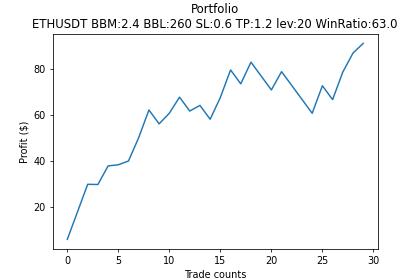 Portfolio
ETHUSDT BBM:2.4 BBL:260 SL:0.6 TP:1.2 lev:20 WinRatio:63.0
80
60
40
20
Profit ($)
0 5 10 15 20 25 30
Trade counts